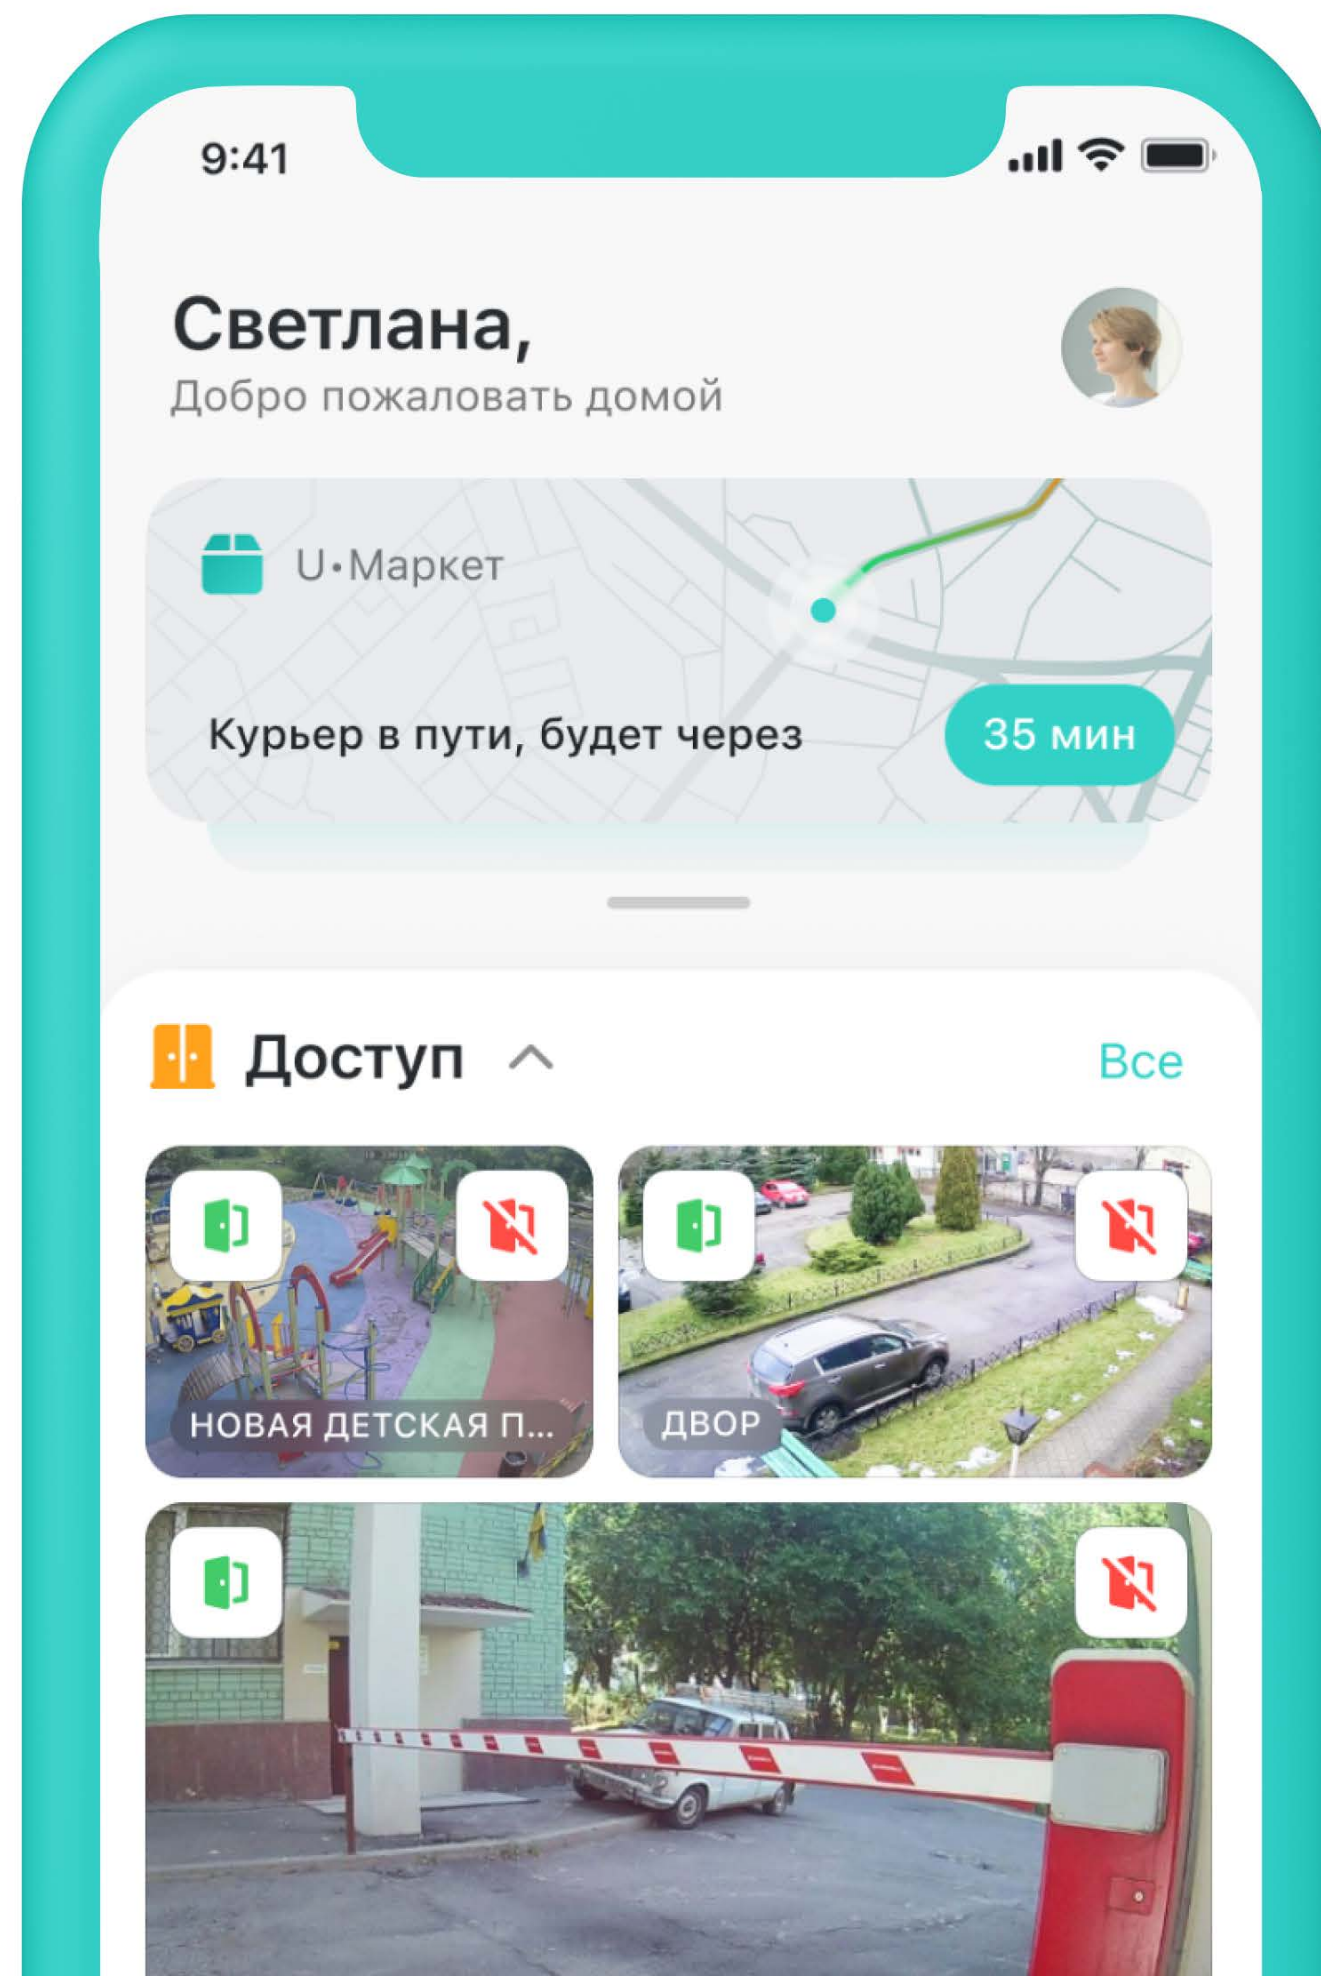 9:41
Светлана,
Добро пожаловать домой
U•Маркет
Курьер в пути, будет через
35 мин
Доступ
Все
НОВАЯ ДЕТСКАЯ П...
ДВОР